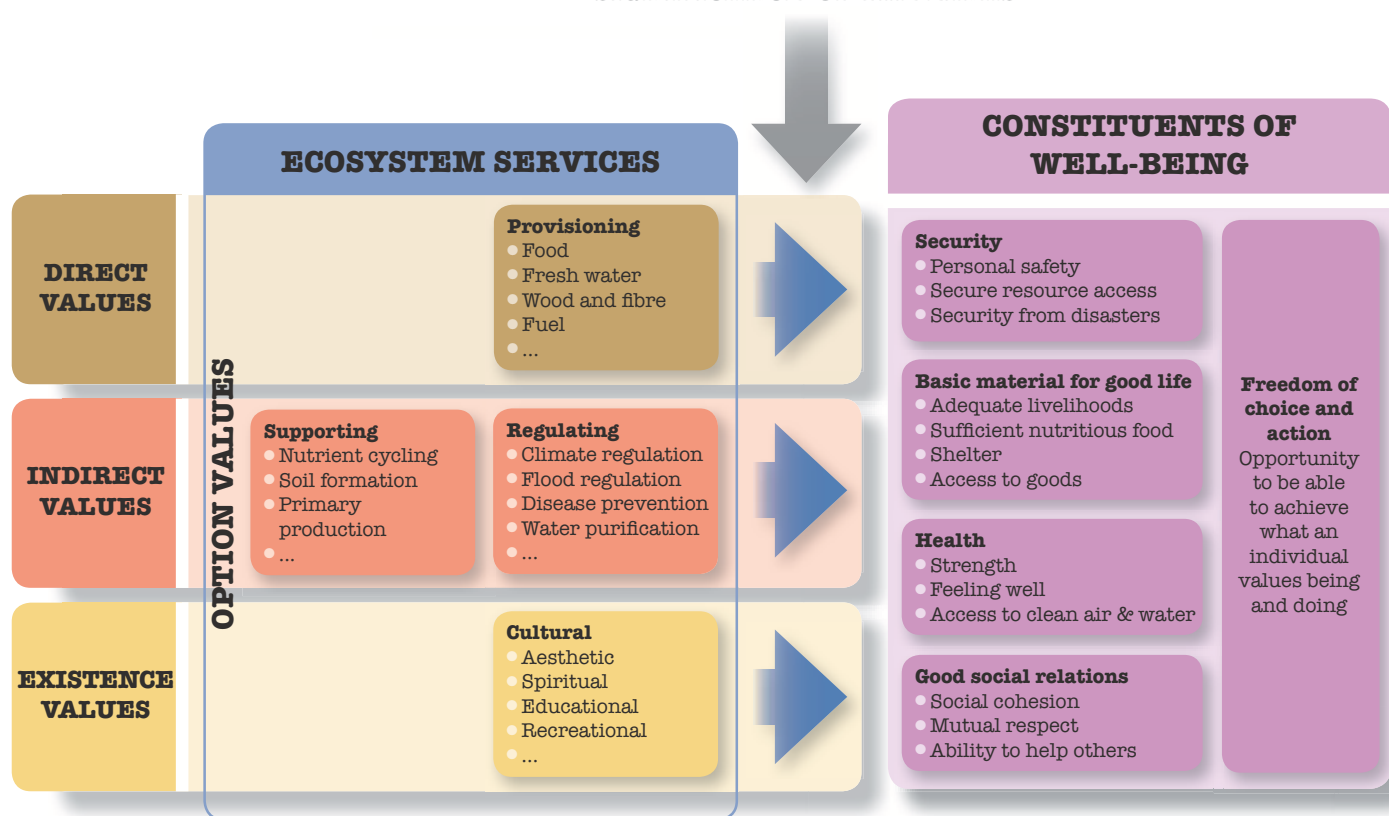 ECOSYSTEM SERVICES
DIRECT
VALUES
INDIRECT
VALUES
EXISTENCE
VALUES
OPTION VALUES
Provisioning
Food
Fresh water
Wood and fibre
Fuel
...
Supporting
Nutrient cycling
Soil formation
Primary
production
...
Regulating
Climate regulation
Flood regulation
Disease prevention
Water purification
...
Cultural
Aesthetic
Spiritual
Educational
Recreational
...
CONSTITUENTS OF
WELL-BEING
Security
Personal safety
Secure resource access
Security from disasters
Basic material for good life
Adequate livelihoods
Sufficient nutritious food
Shelter
Access to goods
Health
Strength
Feeling well
Access to clean air & water
Good social relations
Social cohesion
Mutual respect
Ability to help others
Freedom of
choice and
action
Opportunity
to be able
to achieve
what an
individual
values being
and doing